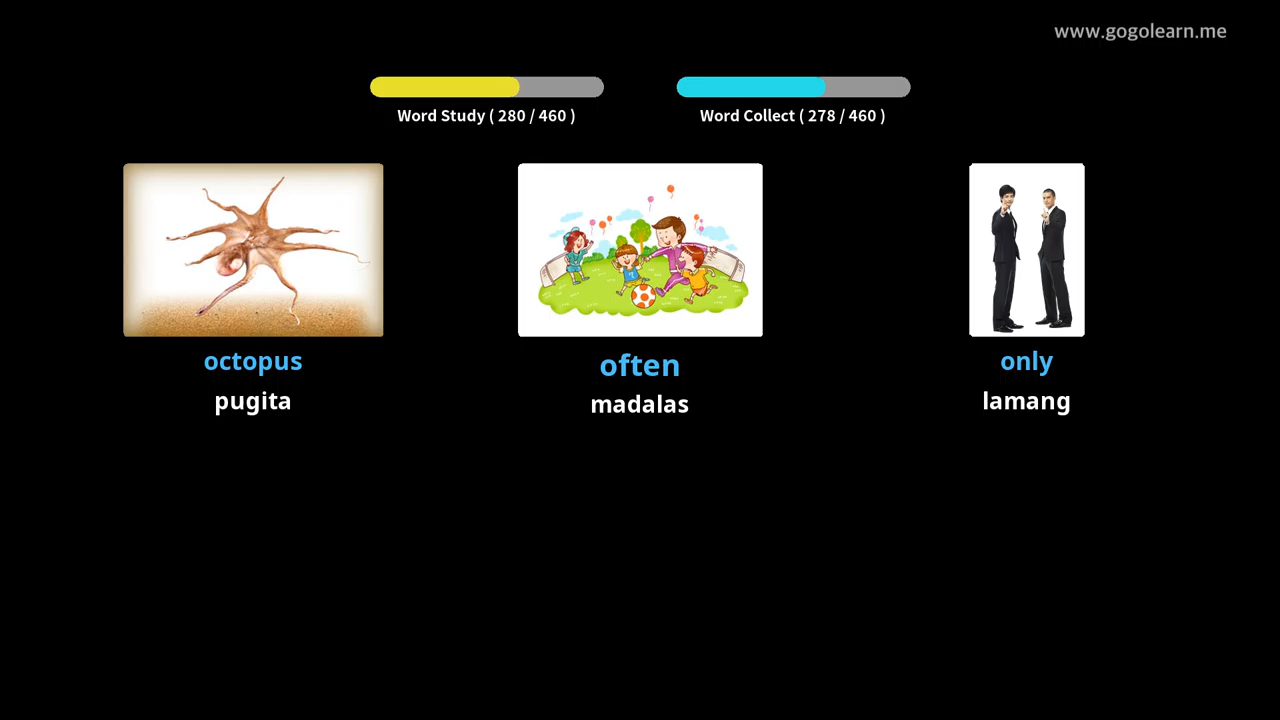 www.gogolearn.me
Word Study ( 280 / 460 )
Word Collect ( 278 / 460 )
octopus
pugita
often
madalas
only
lamang